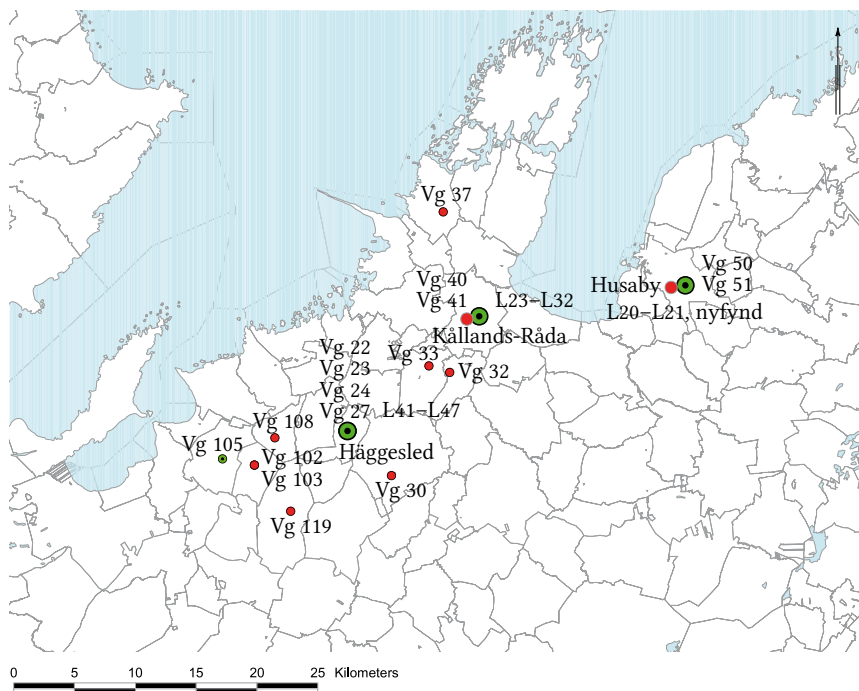 Vg 37
Vg 40
Vg 41
L23–L32
Kållands-Råda
Husaby
Vg 50
Vg 51
L20–L21, nyfynd
Vg 22
Vg 23
Vg 24
Vg 27
L41–L47
Häggesled
Vg 33
Vg 32
Vg 108
Vg 105
Vg 102
Vg 103
Vg 30
Vg 119
0 5 10 15 20 25 Kilometers